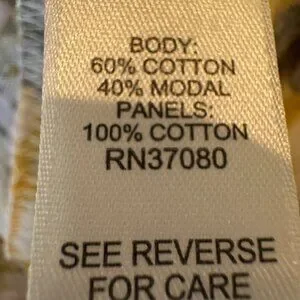 BODY:
60% COTTON
40% MODAL
PANELS:
100% COTTON
RN37080
SEE REVERSE
FOR CARE